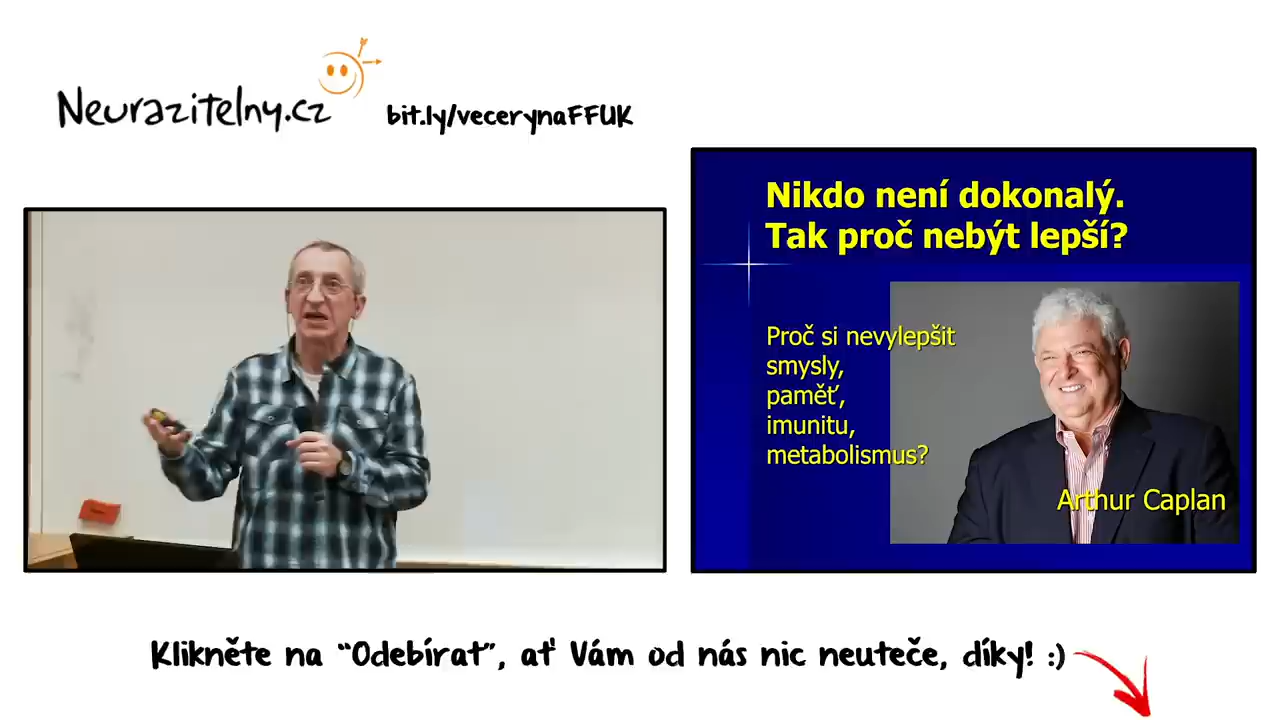 Neurazitelny.cz
bit.ly/vecerynaFFUK
Nikdo není dokonalý.
Tak proč nebýt lepší?
Proč si nevylepšit
smysly,
paměť,
imunitu,
metabolismus?
Arthur Caplan
Klikněte na “Odebírat”, ať Vám od nás nic neuteče, díky! :)